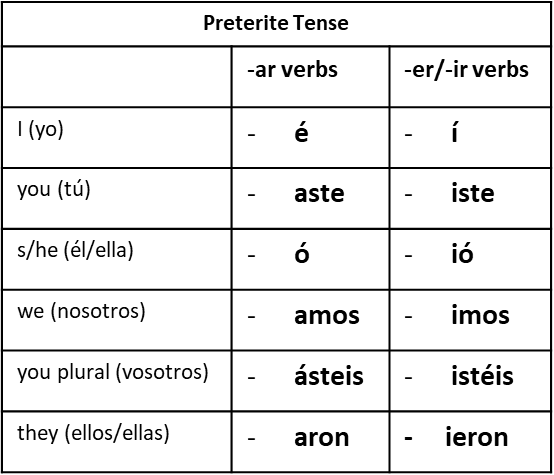 Preterite Tense
-ar verbs -er/-ir verbs
I (yo) - é - í
you (tú) - aste - iste
s/he (él/ella) - ó - ió
we (nosotros) - amos - imos
you plural (vosotros) - ásteis - istéis
they (ellos/ellas) - aron - ieron